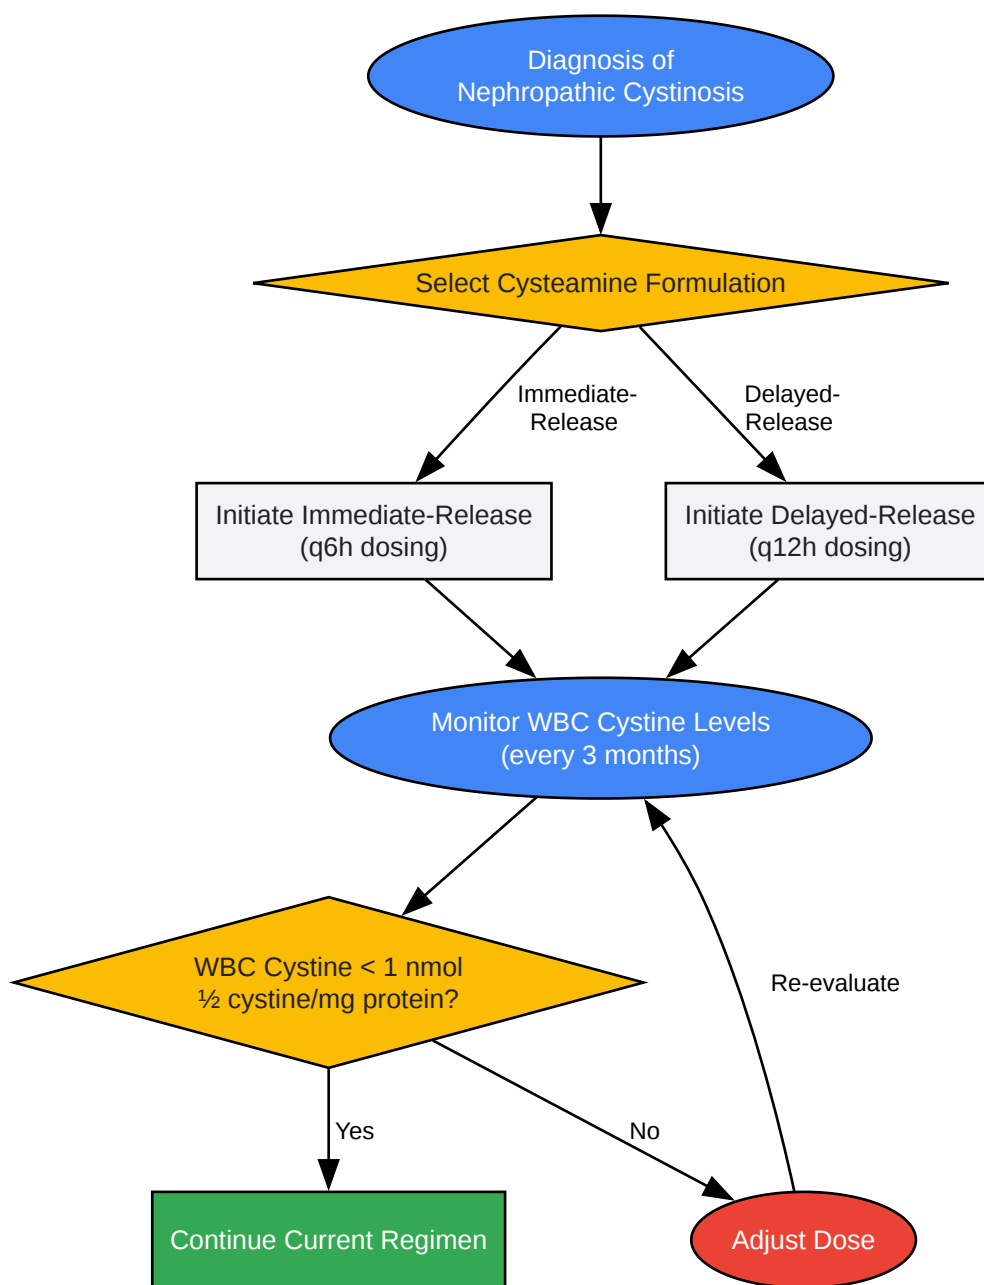 Diagnosis of
Nephropathic Cystinosis
Select Cysteamine Formulation
Immediate-
Release
Delayed-
Release
Initiate Immediate-Release
(q6h dosing)
Initiate Delayed-Release
(q12h dosing)
Monitor WBC Cystine Levels
(every 3 months)
WBC Cystine < 1 nmol
½ cystine/mg protein?
Re-evaluate
Yes
No
Continue Current Regimen
Adjust Dose